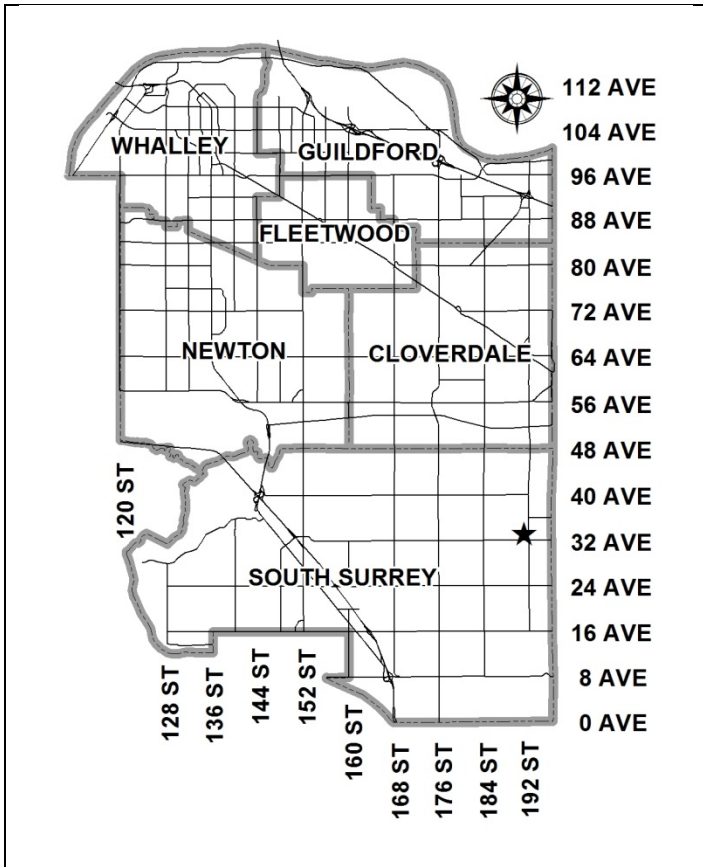 112 AVE
104 AVE
WHALLEY
GUILDFORD
96 AVE
88 AVE
FLEETWOOD
80 AVE
72 AVE
NEWTON
CLOVERDALE
64 AVE
56 AVE
48 AVE
120 ST
40 AVE
32 AVE
SOUTH SURREY
24 AVE
16 AVE
128 ST
136 ST
144 ST
152 ST
160 ST
8 AVE
0 AVE
168 ST
176 ST
184 ST
192 ST